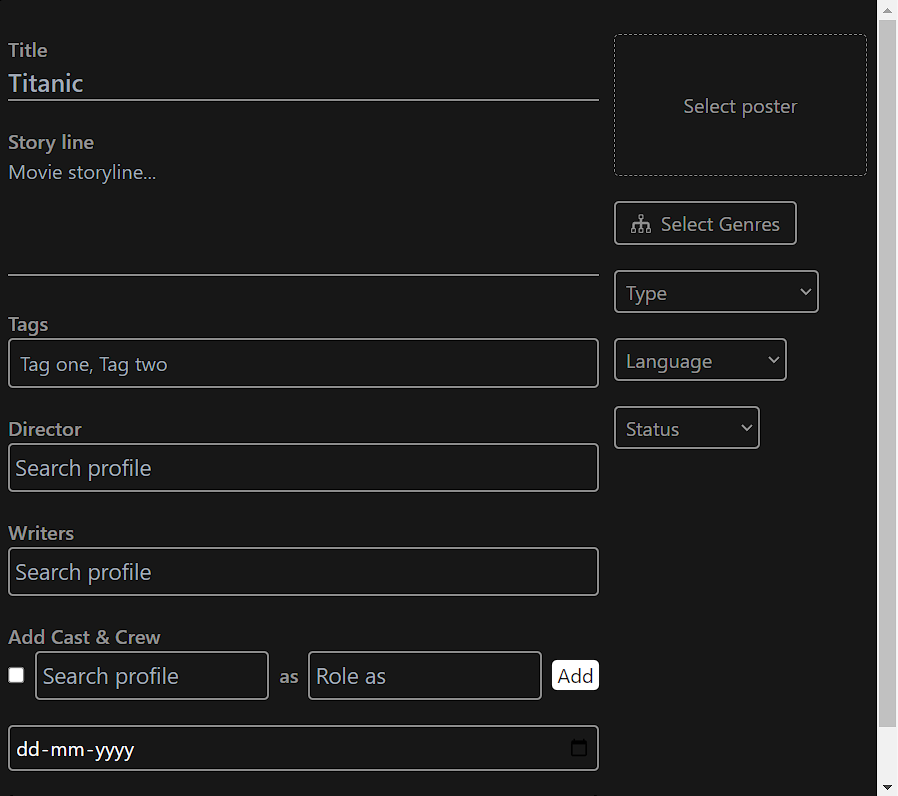 Title
Titanic
Story line
Movie storyline...
Tags
Tag one, Tag two
Director
Search profile
Writers
Search profile
Add Cast & Crew
Search profile as Role as Add
dd-mm-yyyy
Select poster
Select Genres
Type
Language
Status